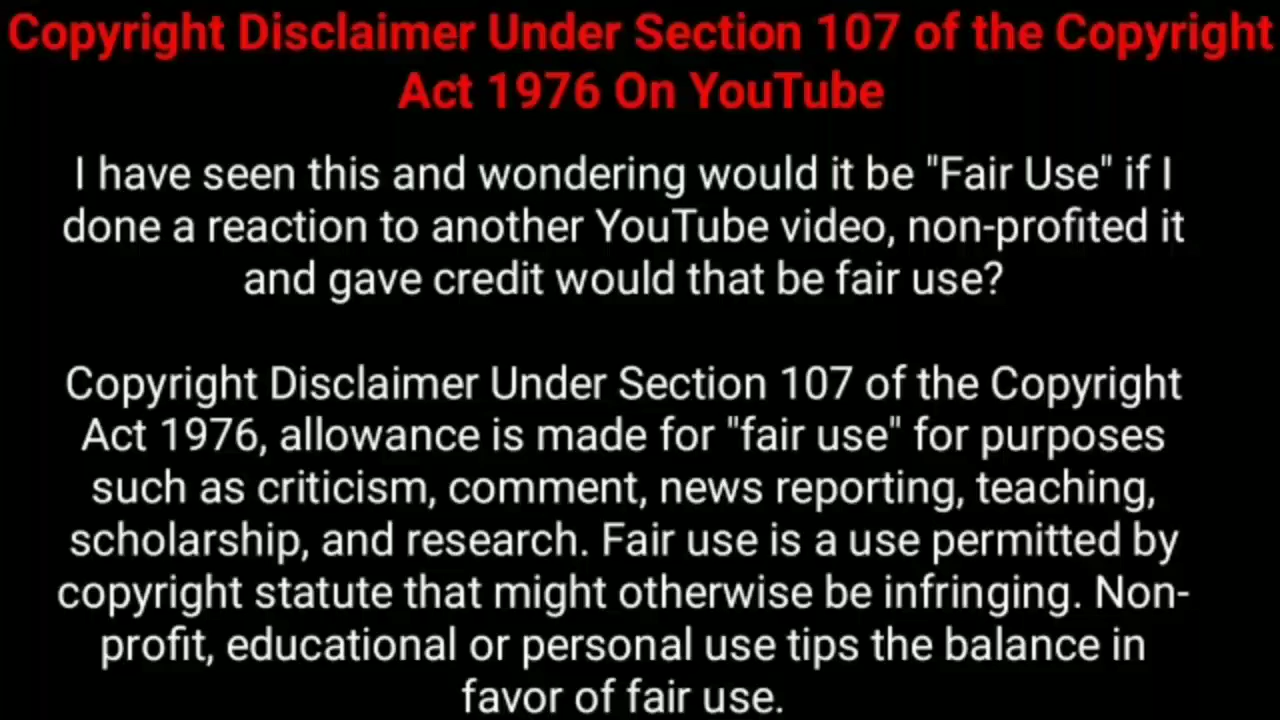 Copyright Disclaimer Under Section 107 of the Copyright
Act 1976 On YouTube
I have seen this and wondering would it be "Fair Use" if I
done a reaction to another YouTube video, non-profited it
and gave credit would that be fair use?
Copyright Disclaimer Under Section 107 of the Copyright
Act 1976, allowance is made for "fair use" for purposes
such as criticism, comment, news reporting, teaching,
scholarship, and research. Fair use is a use permitted by
copyright statute that might otherwise be infringing. Non-
profit, educational or personal use tips the balance in
favor of fair use.